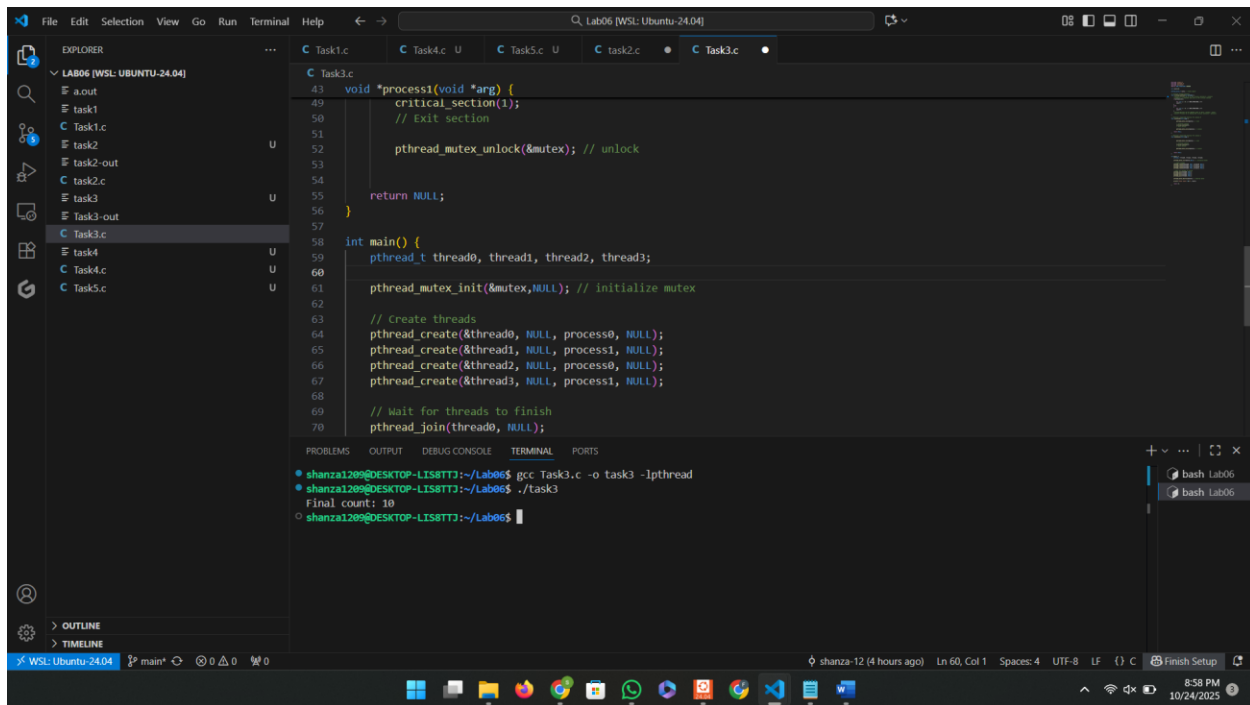 File Edit Selection View Go Run Terminal Help
Lab06 [WSL: Ubuntu-24.04]
EXPLORER
LAB06 [WSL: UBUNTU-24.04]
a.out
task1
C Task1.c
task2 U
task2-out
C task2.c
task3 U
Task3-out
C Task3.c
task4 U
C Task4.c U
C Task5.c U
OUTLINE
TIMELINE
C Task1.c C Task4.c U C Task5.c U C task2.c C Task3.c
C Task3.c
43 void *process1(void *arg) {
49 critical_section(1);
50 // Exit section
51
52 pthread_mutex_unlock(&mutex); // unlock
53
54
55 return NULL;
56 }
57
58 int main() {
59 pthread_t thread0, thread1, thread2, thread3;
60
61 pthread_mutex_init(&mutex,NULL); // initialize mutex
62
63 // Create threads
64 pthread_create(&thread0, NULL, process0, NULL);
65 pthread_create(&thread1, NULL, process1, NULL);
66 pthread_create(&thread2, NULL, process0, NULL);
67 pthread_create(&thread3, NULL, process1, NULL);
68
69 // Wait for threads to finish
70 pthread_join(thread0, NULL);
PROBLEMS OUTPUT DEBUG CONSOLE TERMINAL PORTS
shanza1209@DESKTOP-LIS8TTJ:~/Lab06$ gcc Task3.c -o task3 -lpthread
shanza1209@DESKTOP-LIS8TTJ:~/Lab06$ ./task3
Final count: 10
shanza1209@DESKTOP-LIS8TTJ:~/Lab06$
bash Lab06
bash Lab06
WSL: Ubuntu-24.04 main* 0 0 0 shanza-12 (4 hours ago) Ln 60, Col 1 Spaces: 4 UTF-8 LF {} C Finish Setup
8:58 PM
10/24/2025